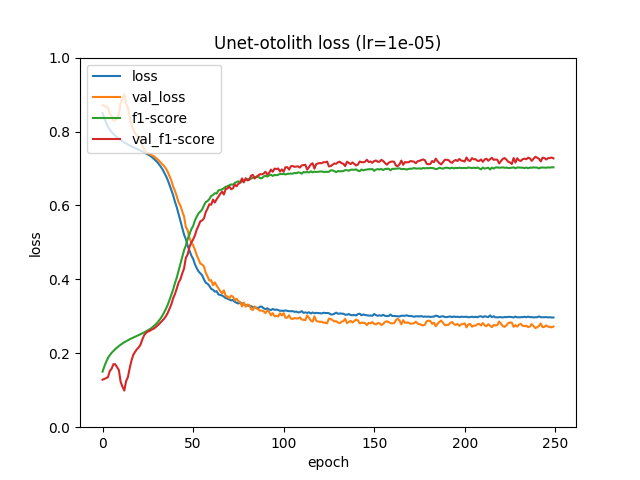 Unet-otolith loss (lr=1e-05)
loss
val_loss
f1-score
val_f1-score
1.0
0.8
0.6
0.4
0.2
0.0
loss
0 50 100 150 200 250
epoch